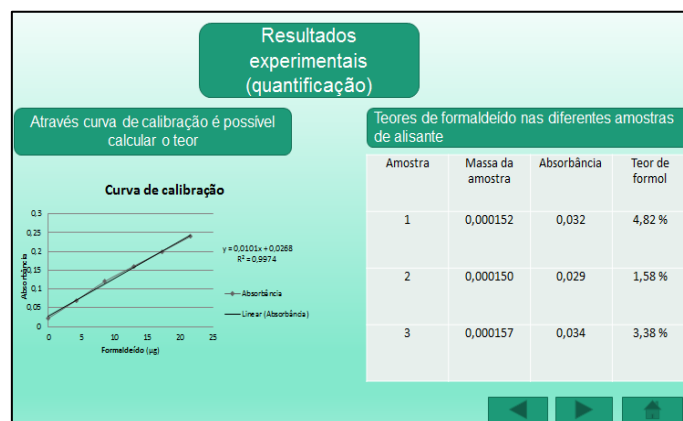 Resultados
experimentais
(quantificação)
Através curva de calibração é possível
calcular o teor
Curva de calibração
Absorbância
0,3
0,25
0,2
0,15
0,1
0,05
0
0 5 10 15 20 25
Formaldeído (µg)
y = 0,0101x + 0,0268
R² = 0,9974
Absorbância
Linear (Absorbância)
Teores de formaldeído nas diferentes amostras
de alisante
Amostra Massa da amostra Absorbância Teor de formol
1 0,000152 0,032 4,82 %
2 0,000150 0,029 1,58 %
3 0,000157 0,034 3,38 %